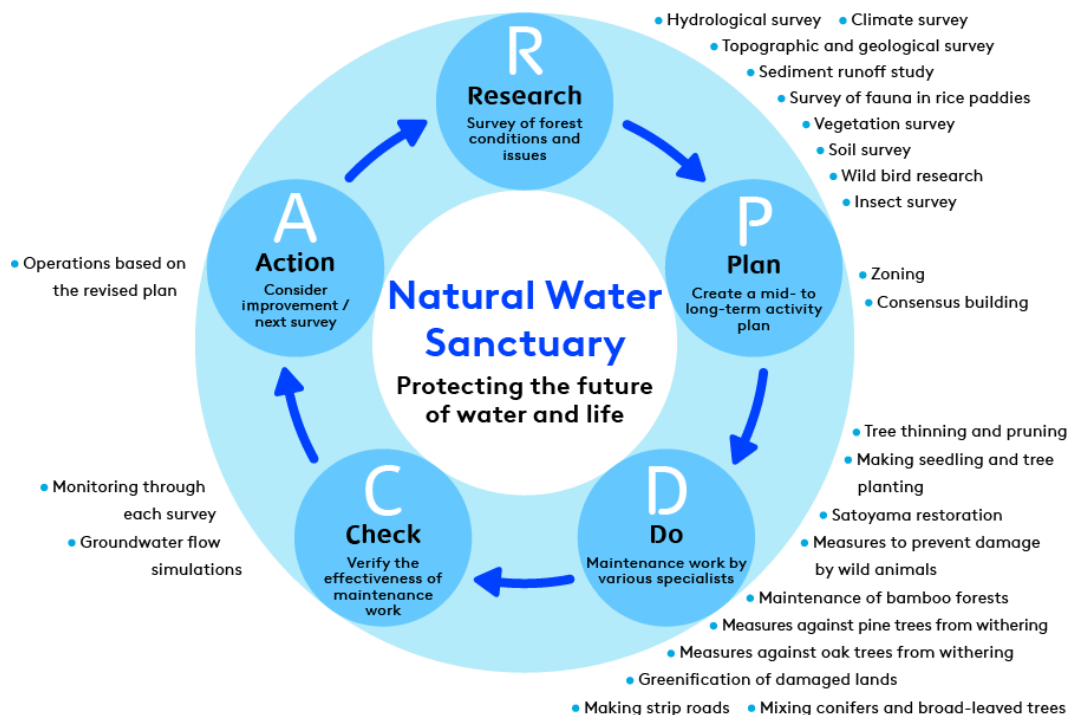 R
Research
Survey of forest
conditions and
issues
• Hydrological survey • Climate survey
• Topographic and geological survey
• Sediment runoff study
• Survey of fauna in rice paddies
• Vegetation survey
• Soil survey
• Wild bird research
• Insect survey
P
Plan
Create a mid- to
long-term activity
plan
• Zoning
• Consensus building
D
Do
Maintenance work by
various specialists
• Tree thinning and pruning
• Making seedling and tree
planting
• Satoyama restoration
• Measures to prevent damage
by wild animals
• Maintenance of bamboo forests
• Measures against pine trees from withering
• Measures against oak trees from withering
• Greenification of damaged lands
• Making strip roads • Mixing conifers and broad-leaved trees
C
Check
Verify the
effectiveness of
maintenance
work
• Monitoring through
each survey
• Groundwater flow
simulations
A
Action
Consider
improvement /
next survey
• Operations based on
the revised plan
Natural Water
Sanctuary
Protecting the future
of water and life